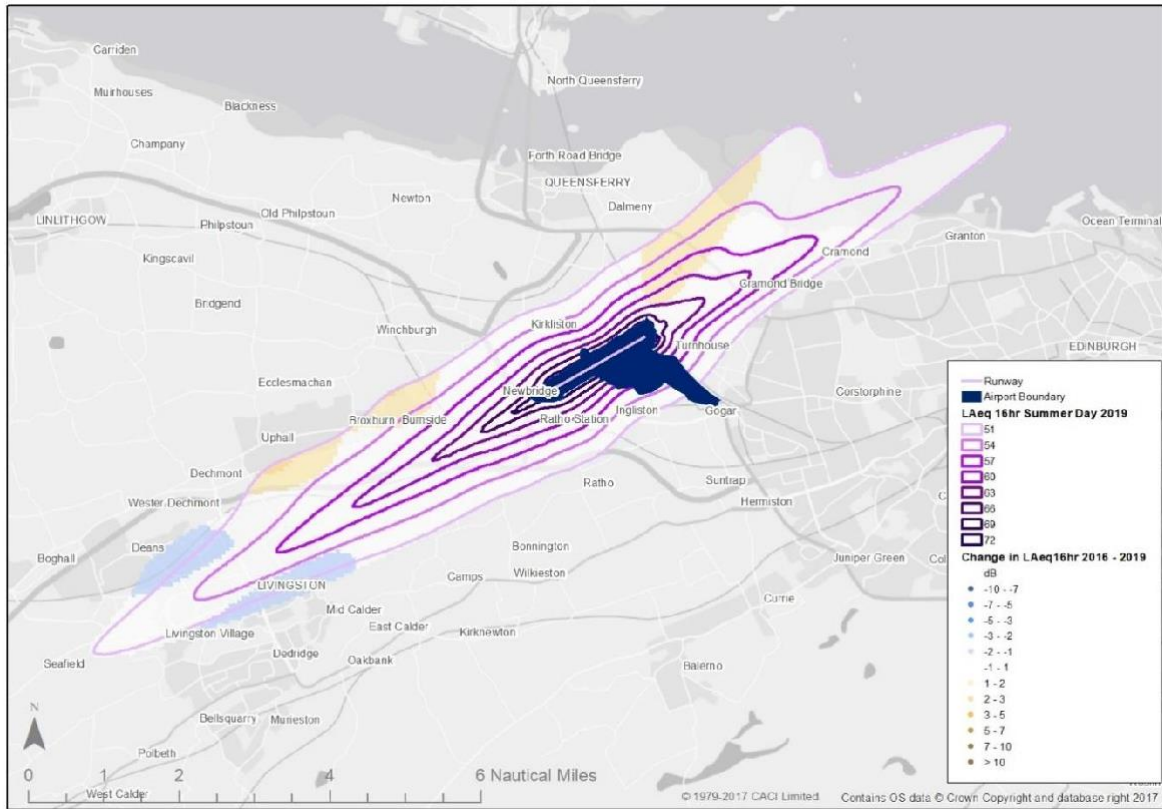 Carriden
Muirhouses
Blackness
North Queensferry
Champany
Forth Road Bridge
QUEENSFERRY
Newton
Dalmeny
LINLITHGOW
Old Philpstoun
Philpstoun
Ocean Terminal
Granton
Cramond
Kingscavil
Cramond Bridge
Bridgend
Kirkliston
Winchburgh
Turnhouse
EDINBURGH
Ecclesmachan
Newbridge
Corstorphine
Ingliston
Gogar
Broxburn Burnside
Ratho Station
Uphall
Dechmont
Ratho
Suntrap
Wester Dechmont
Hermiston
Deans
Bonnington
Boghall
Juniper Green
Col
LIVINGSTON
Camps
Wilkieston
Mid Calder
Currie
East Calder
Kirknewton
Livingston Village
Dedridge
Oakbank
Seafield
Balerno
Bellsquarry
Murieston
Polbeth
West Calder
N
0 2 4 6 Nautical Miles
Runway
Airport Boundary
LAeq 16hr Summer Day 2019
51
54
57
60
63
66
69
72
Change in LAeq16hr 2016 - 2019
dB
-10 - -7
-7 - -5
-5 - -3
-3 - -2
-2 - -1
-1 - 1
1 - 2
2 - 3
3 - 5
5 - 7
7 - 10
> 10
© 1979-2017 CACI Limited. Contains OS data © Crown Copyright and database right 2017